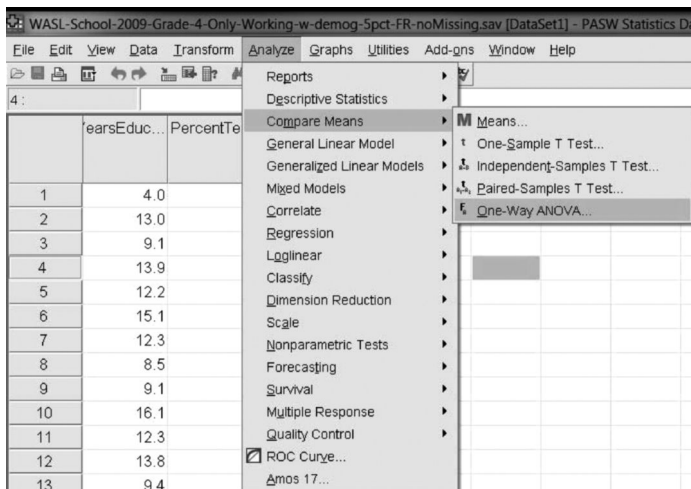 WASL-School-2009-Grade-4-Only-Working-w-demog-5pct-FR-noMissing.sav [DataSet1] - PASW Statistics D
File Edit View Data Transform Analyze Graphs Utilities Add-ons Window Help
4 :
YearsEduc... PercentTe
Reports
Descriptive Statistics
Compare Means
General Linear Model
Generalized Linear Models
Mixed Models
Correlate
Regression
Loglinear
Classify
Dimension Reduction
Scale
Nonparametric Tests
Forecasting
Survival
Multiple Response
Quality Control
ROC Curve...
Amos 17...
M Means...
t One-Sample T Test...
Independent-Samples T Test...
Paired-Samples T Test...
One-Way ANOVA...
1 4.0
2 13.0
3 9.1
4 13.9
5 12.2
6 15.1
7 12.3
8 8.5
9 9.1
10 16.1
11 12.3
12 13.8
13 9.4